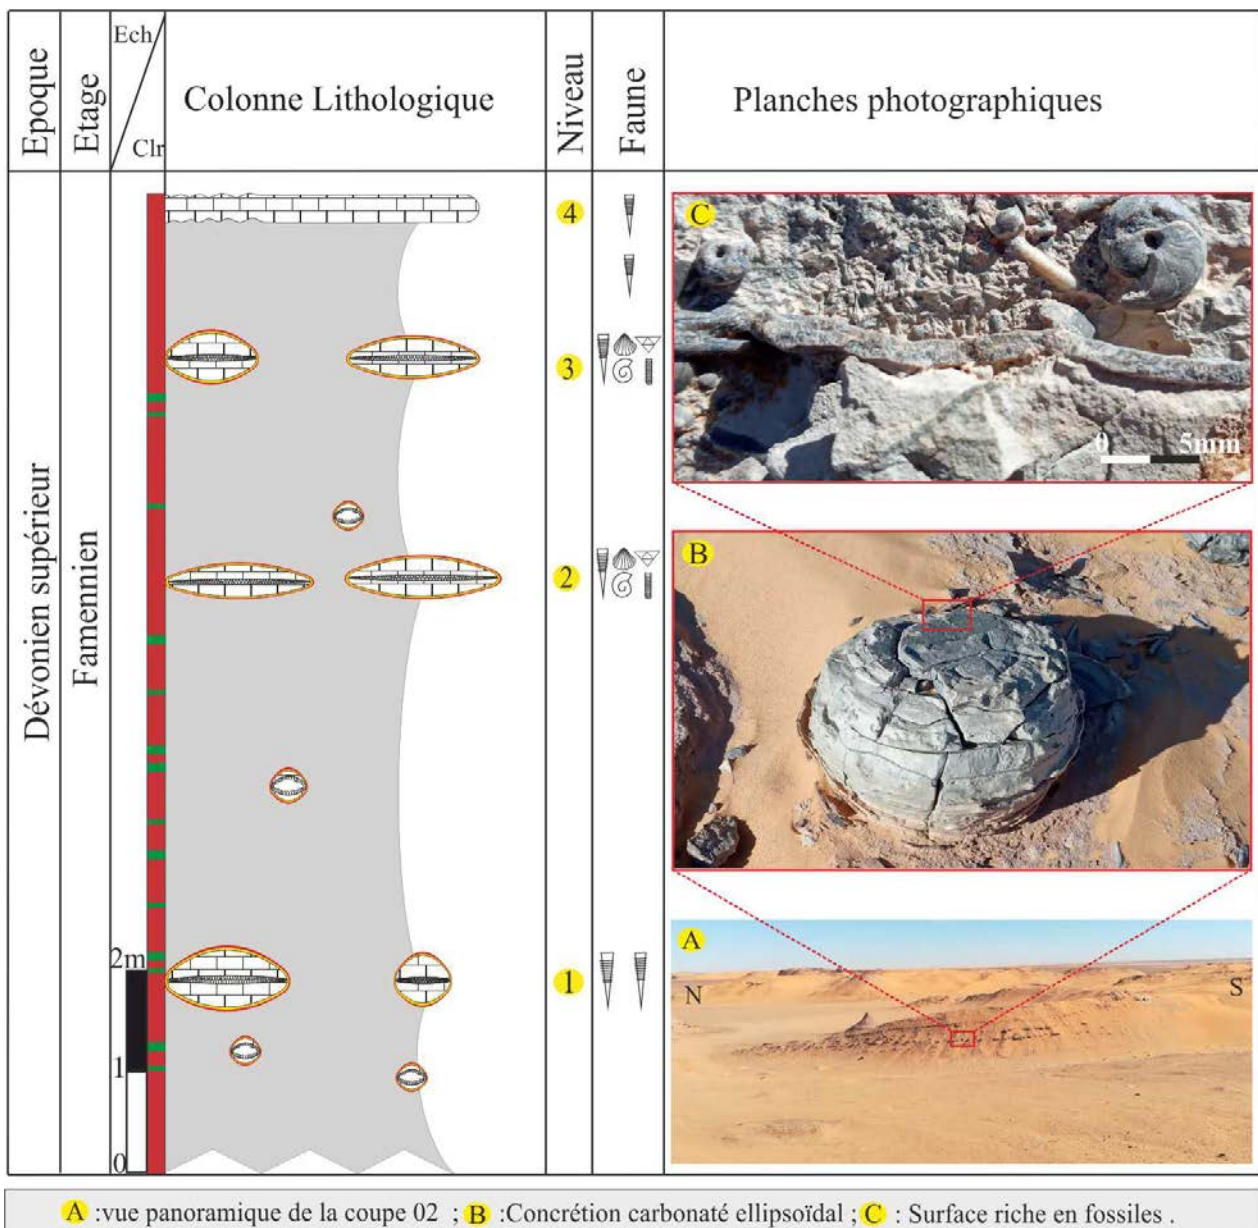 Epoque
Etage
Ech
Clr
Colonne Lithologique
Niveau
Faune
Planches photographiques
Dévonien supérieur
Famennien
4
3
2
1
2m
1
0
C
0 5mm
B
A
N
S
A :vue panoramique de la coupe 02 ; B :Concrétion carbonaté ellipsoïdal ; C : Surface riche en fossiles .